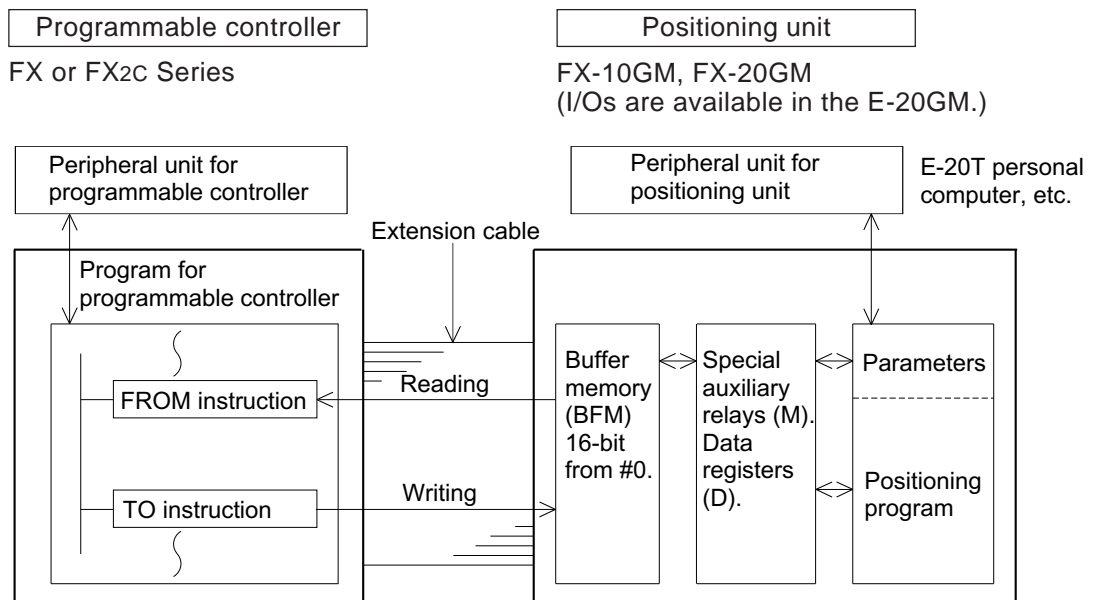 Programmable controller
FX or FX2C Series
Positioning unit
FX-10GM, FX-20GM
(I/Os are available in the E-20GM.)
Peripheral unit for
programmable controller
Peripheral unit for
positioning unit
E-20T personal
computer, etc.
Extension cable
Program for
programmable controller
FROM instruction
TO instruction
Reading
Writing
Buffer
memory
(BFM)
16-bit
from #0.
Special
auxiliary
relays (M).
Data
registers
(D).
Parameters
Positioning
program